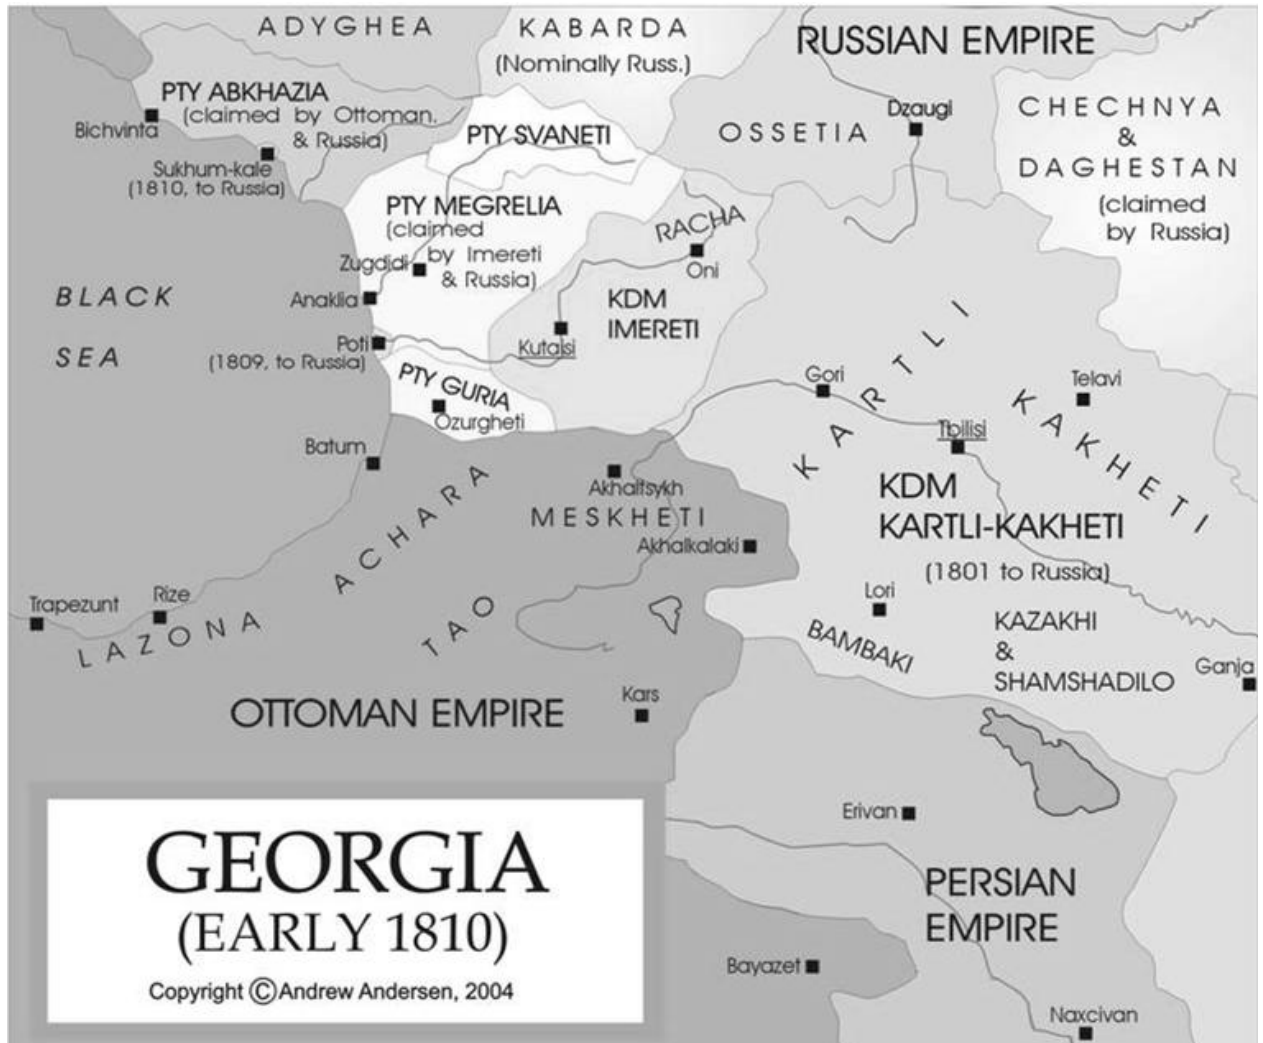 ADYGHEA
KABARDA
(Nominally Russ.)
RUSSIAN EMPIRE
PTY ABKHAZIA
(claimed by Ottoman.
& Russia)
Bichvinta
Sukhum-kale
(1810, to Russia)
PTY SVANETI
OSSETIA
Dzaugi
CHECHNYA
&
DAGHESTAN
(claimed
by Russia)
PTY MEGRELIA
(claimed
by Imereti
& Russia)
Zugdidi
Anaklia
RACHA
Oni
KDM
IMERETI
BLACK
SEA
Poti
(1809, to Russia)
Kutaisi
PTY GURIA
Ozurgheti
Gori
KARTLI
Telavi
KAKHETI
Tbilisi
Batum
Akhaltsykh
MESKHETI
Akhalkalaki
KDM
KARTLI-KAKHETI
(1801 to Russia)
ACHARA
Trapezunt
Rize
LAZONA
TAO
Lori
BAMBAKI
KAZAKHI
&
SHAMSHADILO
Ganja
OTTOMAN EMPIRE
Kars
Erivan
PERSIAN
EMPIRE
Bayazet
Naxcivan
GEORGIA
(EARLY 1810)
Copyright ©Andrew Andersen, 2004